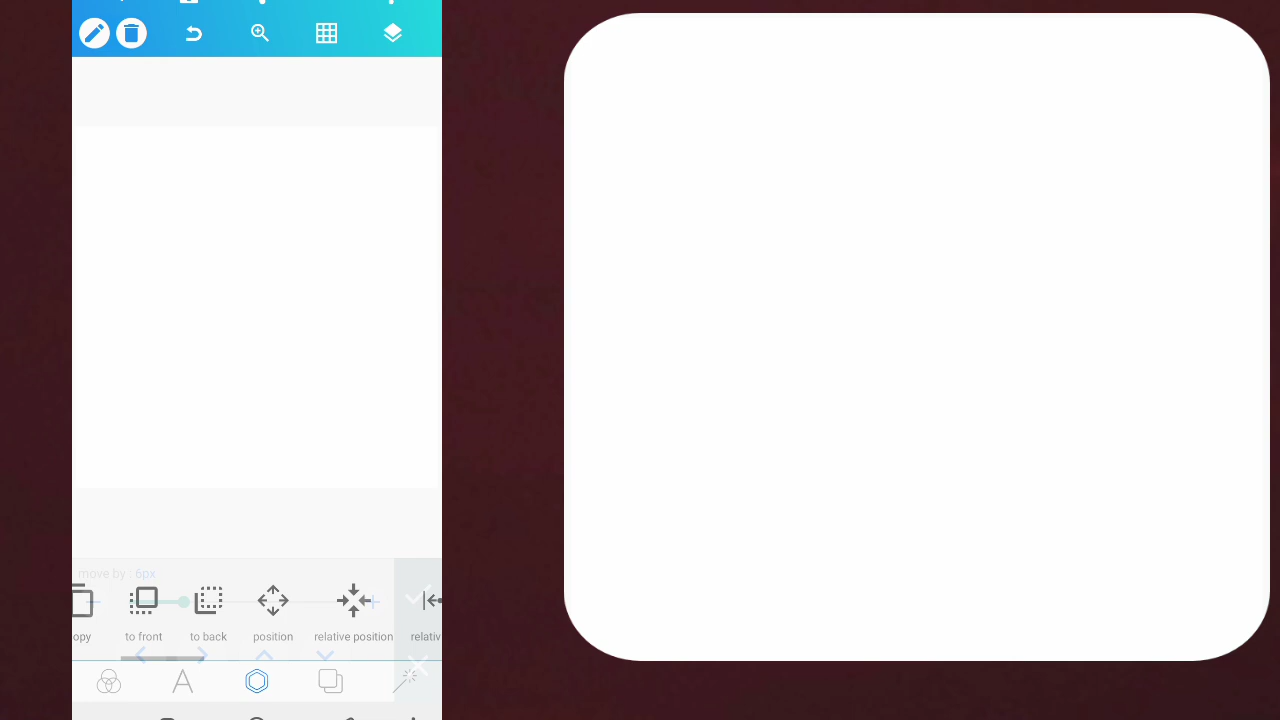 move by : 6px
opy to front to back position relative position relativ